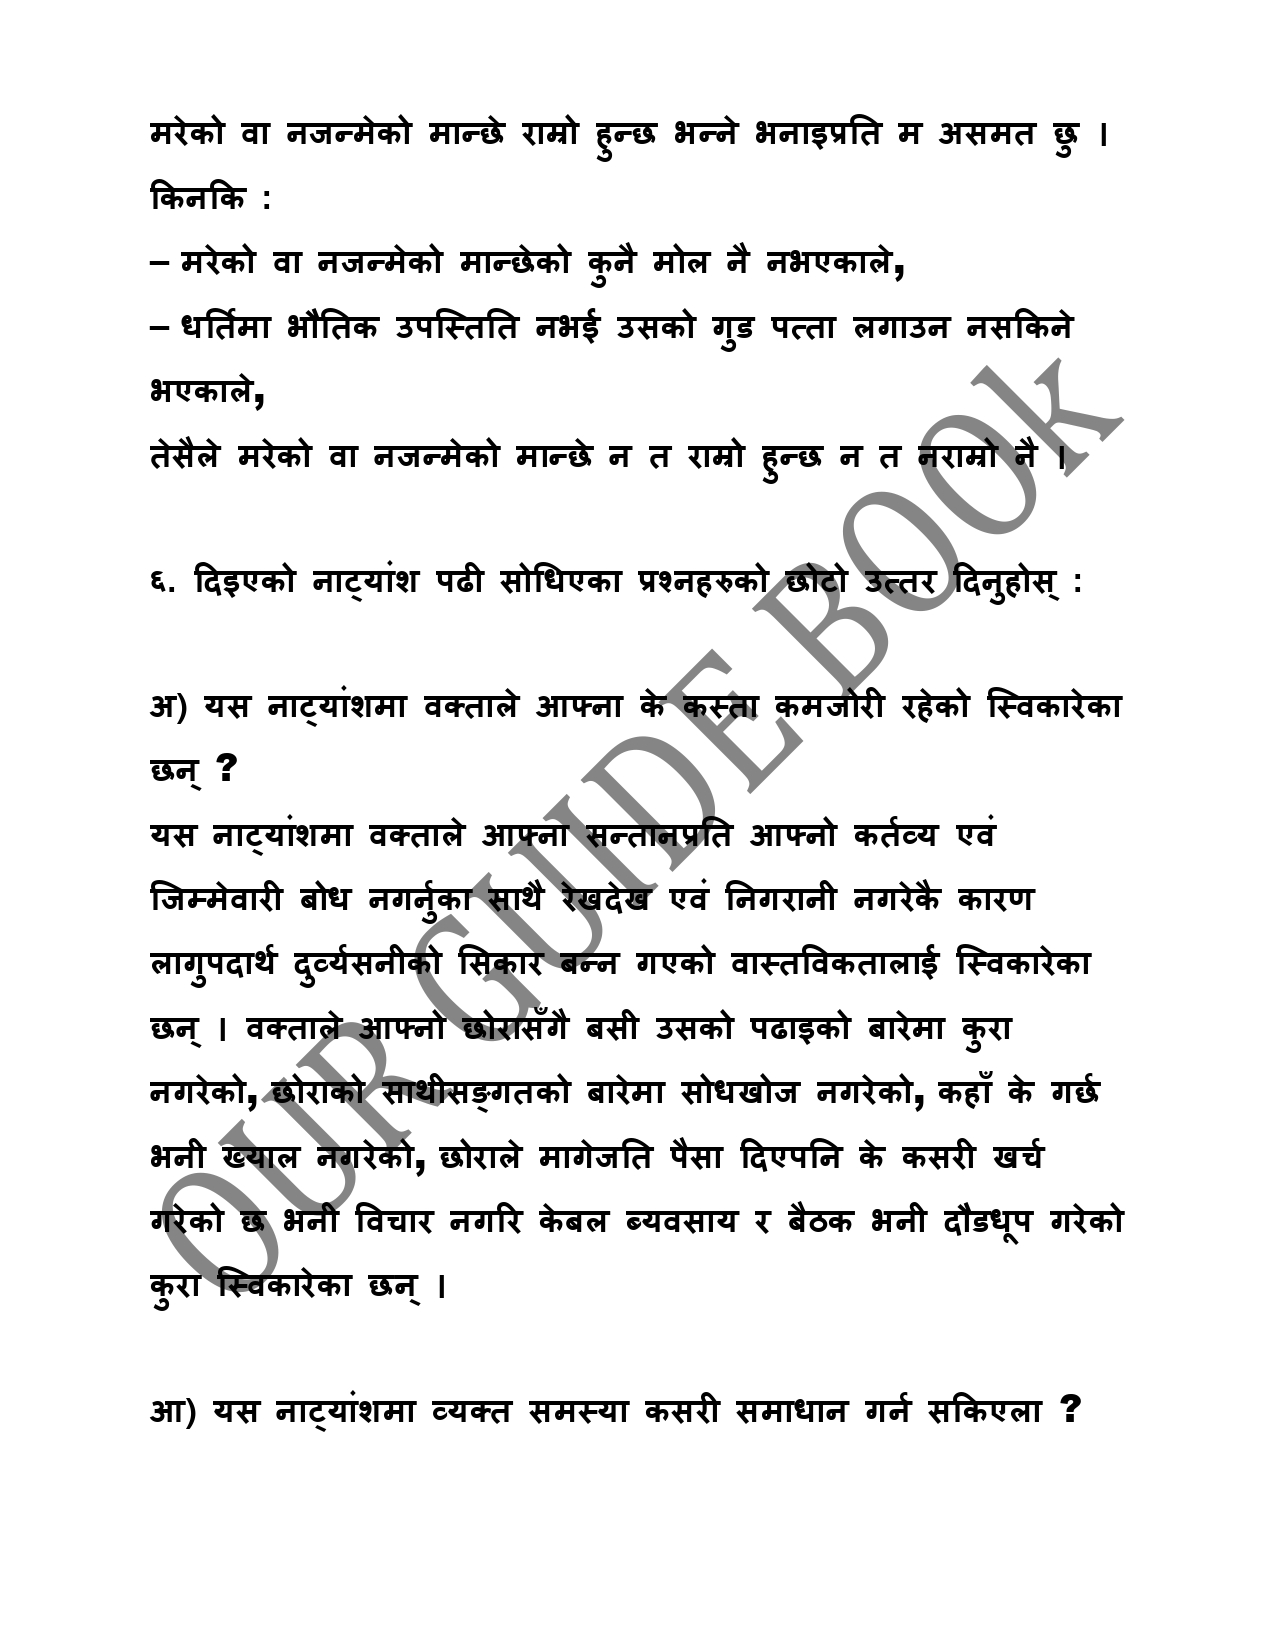 मरेको वा नजन्मेको मान्छे राम्रो हुन्छ भन्ने भनाइप्रति म असमत छु ।
किनकि :
– मरेको वा नजन्मेको मान्छेको कुनै मोल नै नभएकाले,
– धर्तिमा भौतिक उपस्तिति नभई उसको गुड पत्ता लगाउन नसकिने
भएकाले,
तेसैले मरेको वा नजन्मेको मान्छे न त राम्रो हुन्छ न त नराम्रो नै ।
६. दिइएको नाट्यांश पढी सोधिएका प्रश्नहरुको छोटो उत्तर दिनुहोस् :
अ) यस नाट्यांशमा वक्ताले आफ्ना के कस्ता कमजोरी रहेको स्विकारेका
छन् ?
यस नाट्यांशमा वक्ताले आफ्ना सन्तानप्रति आफ्नो कर्तव्य एवं
जिम्मेवारी बोध नगर्नुका साथै रेखदेख एवं निगरानी नगरेकै कारण
लागुपदार्थ दुर्व्यसनीको सिकार बन्न गएको वास्तविकतालाई स्विकारेका
छन् । वक्ताले आफ्नो छोरासँगै बसी उसको पढाइको बारेमा कुरा
नगरेको, छोराको साथीसङ्गतको बारेमा सोधखोज नगरेको, कहाँ के गर्छ
भनी ख्याल नगरेको, छोराले मागेजति पैसा दिएपनि के कसरी खर्च
गरेको छ भनी विचार नगरि केबल ब्यवसाय र बैठक भनी दौडधूप गरेको
कुरा स्विकारेका छन् ।
आ) यस नाट्यांशमा व्यक्त समस्या कसरी समाधान गर्न सकिएला ?
OUR GUIDE BOOk